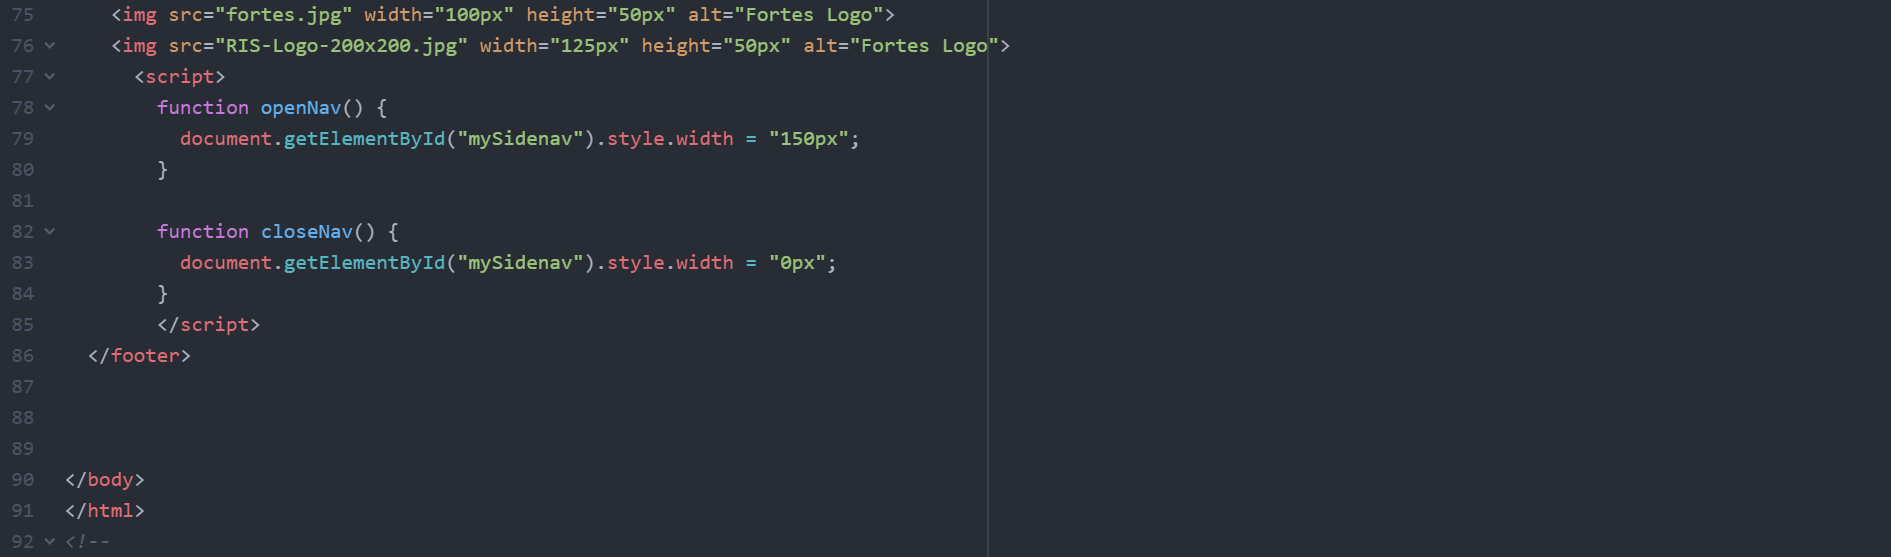 75 <img src="fortes.jpg" width="100px" height="50px" alt="Fortes Logo">
76 <img src="RIS-Logo-200x200.jpg" width="125px" height="50px" alt="Fortes Logo">
77 <script>
78 function openNav() {
79 document.getElementById("mySidenav").style.width = "150px";
80 }
81
82 function closeNav() {
83 document.getElementById("mySidenav").style.width = "0px";
84 }
85 </script>
86 </footer>
87
88
89
90 </body>
91 </html>
92 <!--